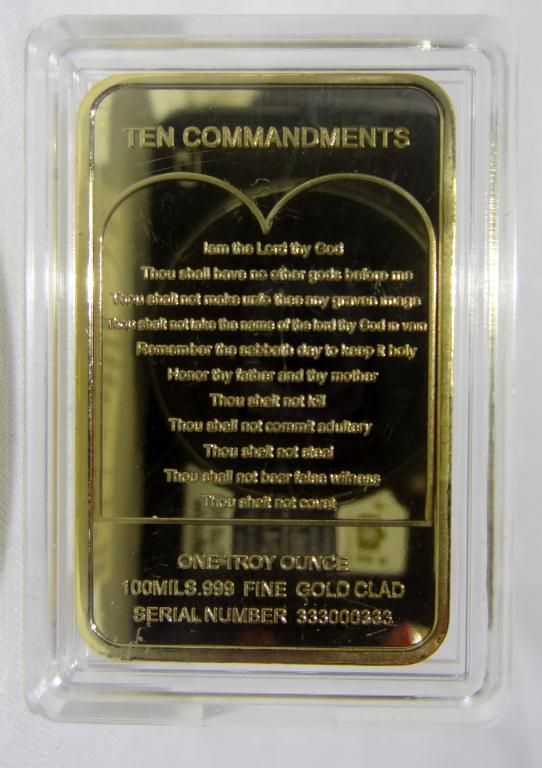 TEN COMMANDMENTS
Iam the Lord thy God
Thou shall have no other gods before me
Thou shalt not make unto thee any graven image
Thou shalt not take the name of the lord thy God in vain
Remember the sabbath day to keep it holy
Honor thy father and thy mother
Thou shalt not kill
Thou shall not commit adultery
Thou shalt not steal
Thou shall not bear false witness
Thou shalt not covet
ONE TROY OUNCE
100MILS.999 FINE GOLD CLAD
SERIAL NUMBER 333000333